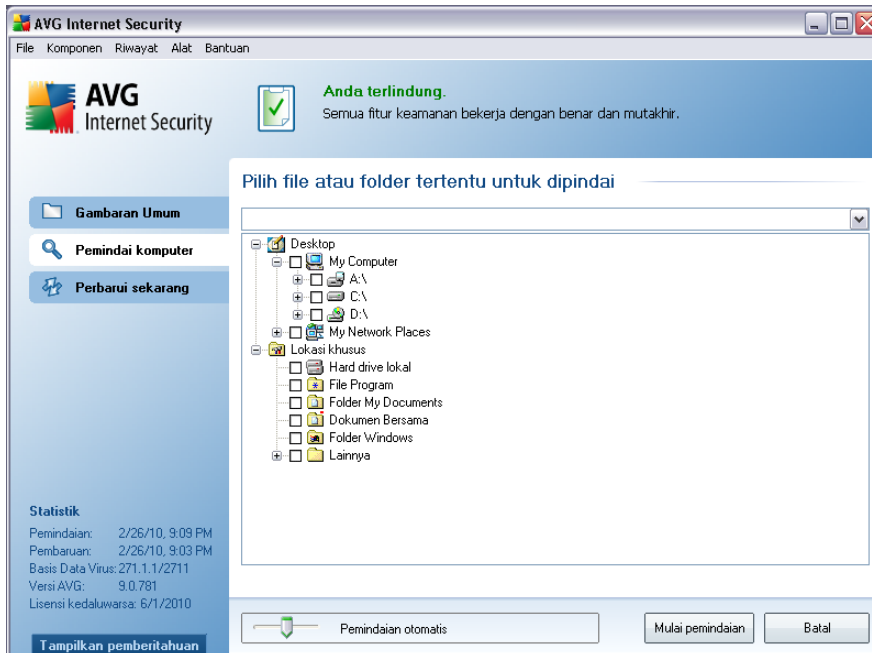 AVG Internet Security
File Komponen Riwayat Alat Bantuan
AVG
Internet Security
Anda terlindung.
Semua fitur keamanan bekerja dengan benar dan mutakhir.
Gambaran Umum
Pemindai komputer
Perbarui sekarang
Pilih file atau folder tertentu untuk dipindai
Desktop
My Computer
A:\
C:\
D:\
My Network Places
Lokasi khusus
Hard drive lokal
File Program
Folder My Documents
Dokumen Bersama
Folder Windows
Lainnya
Statistik
Pemindaian: 2/26/10, 9:09 PM
Pembaruan: 2/26/10, 9:03 PM
Basis Data Virus: 271.1.1/2711
Versi AVG: 9.0.781
Lisensi kedaluwarsa: 6/1/2010
Tampilkan pemberitahuan
Pemindaian otomatis
Mulai pemindaian
Batal